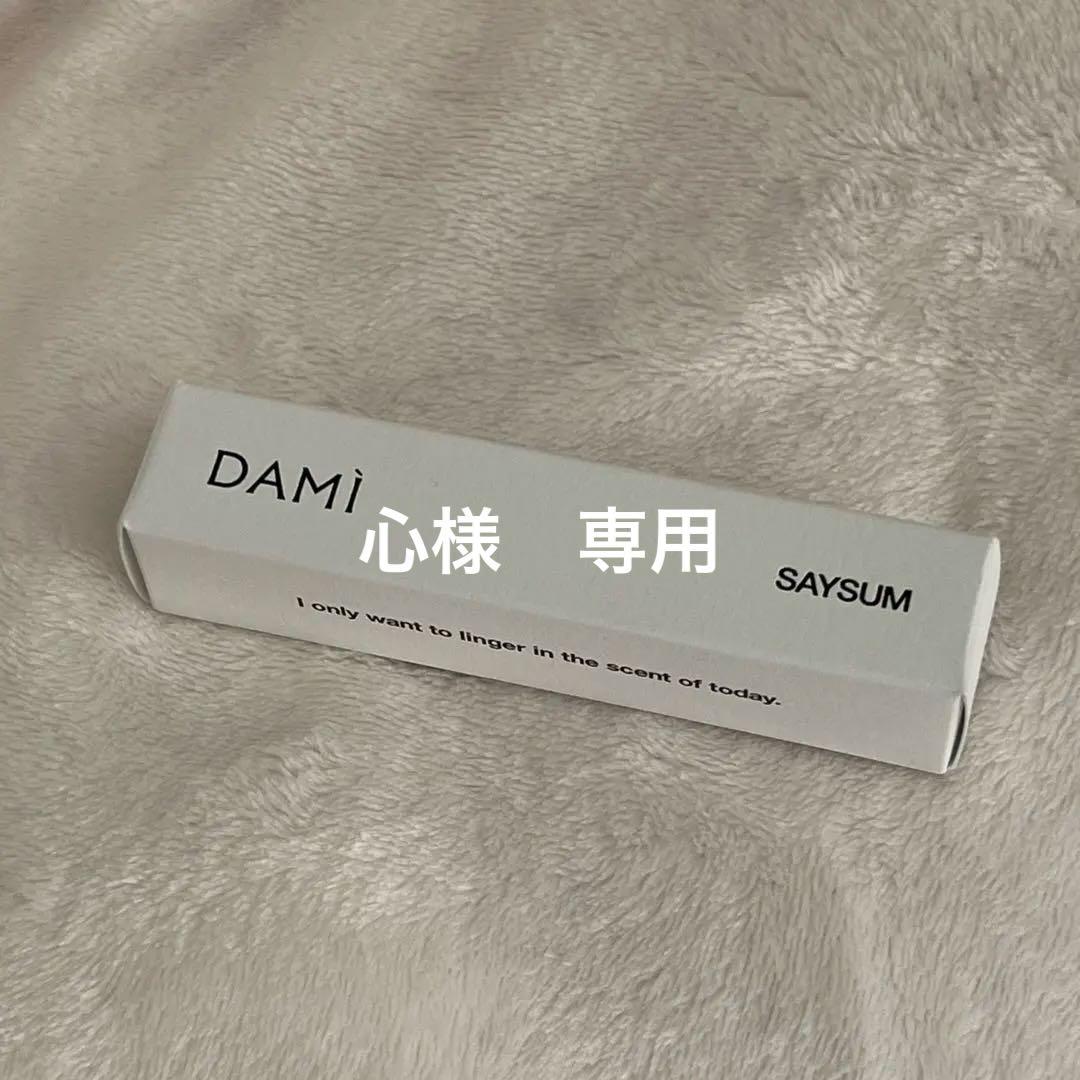 DAMÌ
心様　専用
SAYSUM
I only want to linger in the scent of today.